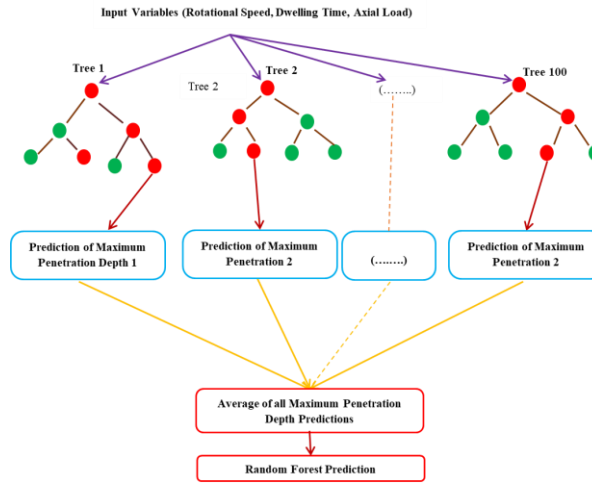 Input Variables (Rotational Speed, Dwelling Time, Axial Load)
Tree 1
Tree 2
Tree 2
(……..)
Tree 100
Prediction of Maximum
Penetration Depth 1
Prediction of Maximum
Penetration 2
(…..…)
Prediction of Maximum
Penetration 2
Average of all Maximum Penetration
Depth Predictions
Random Forest Prediction